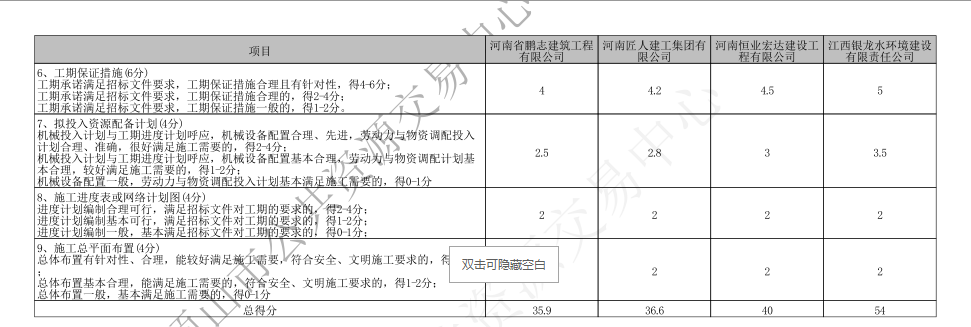 项目
河南省鹏志建筑工程
有限公司
河南匠人建工集团有
限公司
河南恒业宏达建设工
程有限公司
江西银龙水环境建设
有限责任公司
6、工期保证措施(6分)
工期承诺满足招标文件要求，工期保证措施合理且有针对性，得4-6分；
工期承诺满足招标文件要求，工期保证措施合理的，得2-4分；
工期承诺满足招标文件要求，工期保证措施一般的，得1-2分。
4
4.2
4.5
5
7、拟投入资源配备计划(4分)
机械投入计划与工期进度计划呼应，机械设备配置合理、先进，劳动力与物资调配投入
计划合理、准确，很好满足施工需要的，得2-4分；
机械投入计划与工期进度计划呼应，机械设备配置基本合理，劳动力与物资调配计划基
本合理，较好满足施工需要的，得1-2分；
机械设备配置一般，劳动力与物资调配投入计划基本满足施工需要的，得0-1分
2.5
2.8
3
3.5
8、施工进度表或网络计划图(4分)
进度计划编制合理可行，满足招标文件对工期的要求的，得2-4分；
进度计划编制基本可行，满足招标文件对工期的要求的，得1-2分；
进度计划编制一般，基本满足招标文件对工期的要求的，得0-1分；
2
2
2
2
9、施工总平面布置(4分)
总体布置有针对性、合理，能较好满足施工需要，符合安全、文明施工要求的，得
；
总体布置基本合理，能满足施工需要的，符合安全、文明施工要求的，得1-2分；
总体布置一般，基本满足施工需要的，得0-1分
双击可隐藏空白
2
2
2
总得分
35.9
36.6
40
54
顶山市公共资源交易中心
资源交易中心